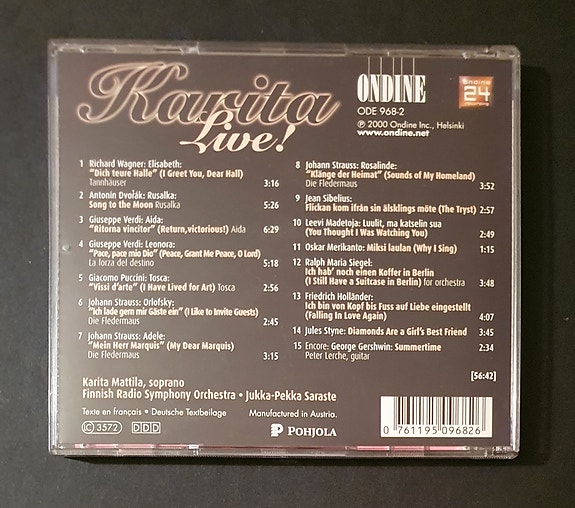 Karita
Live!
ONDINE
ODE 968-2
℗ 2000 Ondine Inc., Helsinki
www.ondine.net
ONDINE
24
1 Richard Wagner: Elisabeth:
"Dich teure Halle" (I Greet You, Dear Hall)
Tannhäuser 3:16
2 Antonín Dvořák: Rusalka:
Song to the Moon Rusalka 5:26
3 Giuseppe Verdi: Aida:
"Ritorna vincitor" (Return,victorious!) Aida 6:29
4 Giuseppe Verdi: Leonora:
"Pace, pace mio Dio" (Peace, Grant Me Peace, O Lord)
La forza del destino 5:18
5 Giacomo Puccini: Tosca:
"Vissi d'arte" (I Have Lived for Art) Tosca 2:56
6 Johann Strauss: Orlofsky:
"Ich lade gern mir Gäste ein" (I Like to Invite Guests)
Die Fledermaus 2:45
7 Johann Strauss: Adele:
"Mein Herr Marquis" (My Dear Marquis)
Die Fledermaus 3:15
8 Johann Strauss: Rosalinde:
"Klänge der Heimat" (Sounds of My Homeland)
Die Fledermaus 3:52
9 Jean Sibelius:
Flickan kom ifrån sin älsklings möte (The Tryst) 2:57
10 Leevi Madetoja: Luulit, ma katselin sua
(You Thought I Was Watching You) 2:49
11 Oskar Merikanto: Miksi laulan (Why I Sing) 1:15
12 Ralph Maria Siegel:
Ich hab' noch einen Koffer in Berlin
(I Still Have a Suitcase in Berlin) for orchestra 3:48
13 Friedrich Holländer:
Ich bin von Kopf bis Fuss auf Liebe eingestellt
(Falling In Love Again) 4:07
14 Jules Styne: Diamonds Are a Girl's Best Friend 3:45
15 Encore: George Gershwin: Summertime 2:34
Peter Lerche, guitar
[56:42]
Karita Mattila, soprano
Finnish Radio Symphony Orchestra • Jukka-Pekka Saraste
Texte en français • Deutsche Textbeilage Manufactured in Austria.
LC 3572 DDD
POHJOLA
0 761195 096826